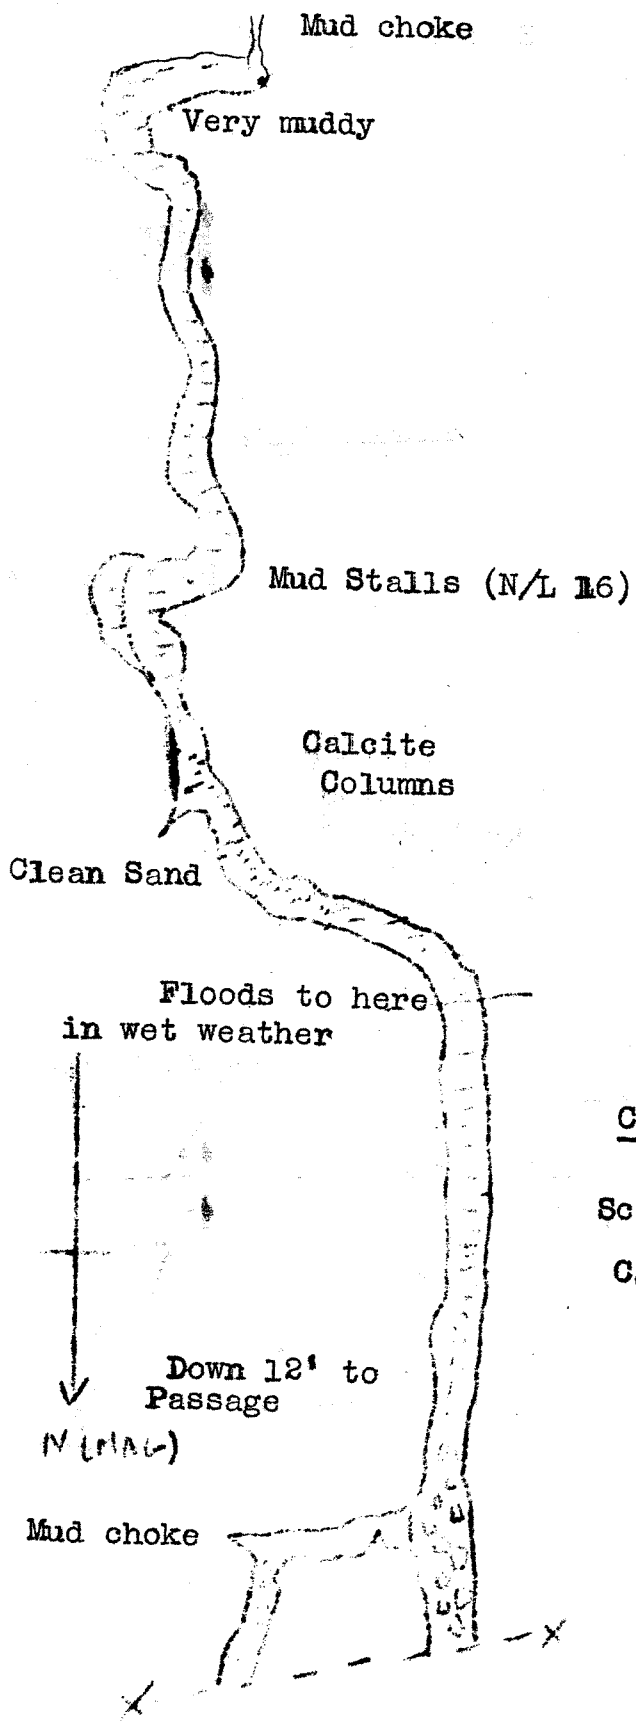 Mud choke
Very muddy
Mud Stalls (N/L 16)
Calcite
Columns
Clean Sand
Floods to here
in wet weather
C
Sc
C.
Down 12' to
Passage
N (MAG)
Mud choke
X
X